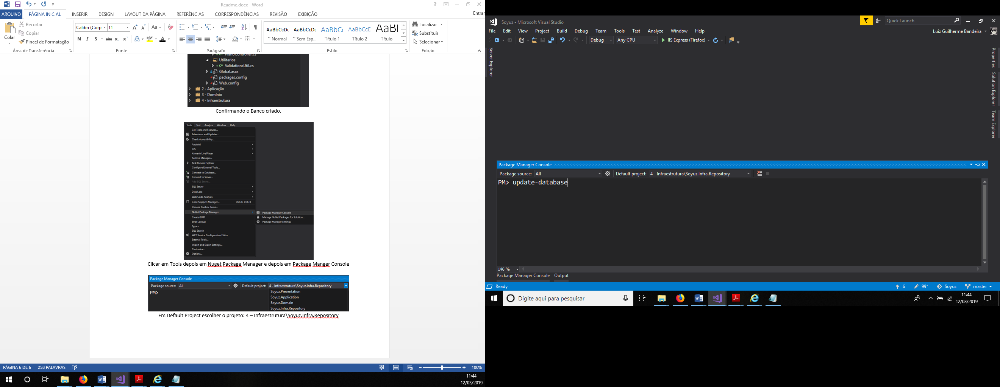 Readme.docx - Word
ARQUIVO PÁGINA INICIAL INSERIR DESIGN LAYOUT DA PÁGINA REFERÊNCIAS CORRESPONDÊNCIAS REVISÃO EXIBIÇÃO Entrar
Colar
Recortar
Copiar
Pincel de Formatação
Área de Transferência
Calibri (Corp 11
N I S abc x₂ x²
Fonte
Parágrafo
AaBbCcDc AaBbCcDc AaBbCc AaBbCcD AaBl
¶ Normal ¶ Sem Esp... Título 1 Título 2 Título
Estilo
Localizar
Substituir
Selecionar
Edição
PlanoController.cs
Utilitarios
ValidationsUtil.cs
Global.asax
packages.config
Web.config
2 - Aplicação
3 - Domínio
4 - Infraestrutura
Confirmando o Banco criado.
Tools Test Analyze Window Help
Get Tools and Features...
Extensions and Updates...
Check Accessibility...
Android
iOS
Xamarin Live Player
Archive Manager...
Task Runner Explorer
Configure External Tools...
Connect to Database...
Connect to Server...
Add SQL Server...
SQL Server
Data Lake
Web Code Analysis
Code Snippets Manager... Ctrl+K, Ctrl+B
Choose Toolbox Items...
NuGet Package Manager
Package Manager Console
Manage NuGet Packages for Solution...
Package Manager Settings
Create GUID
Error Lookup
Spy++
SQL Search
WCF Service Configuration Editor
External Tools...
Import and Export Settings...
Customize...
Options...
Clicar em Tools depois em Nuget Package Manager e depois em Package Manger Console
Package Manager Console
Package source: All Default project: 4 - Infraestrutura\Soyuz.Infra.Repository
PM>
Soyuz.Presentation
Soyuz.Application
Soyuz.Domain
Soyuz.Infra.Repository
Em Default Project escolher o projeto: 4 – Infraestrutura\Soyuz.Infra.Repository
PÁGINA 6 DE 6 258 PALAVRAS 100%
11:44
12/03/2019
Soyuz - Microsoft Visual Studio
Quick Launch
File Edit View Project Build Debug Team Tools Test Analyze Window Help
Luiz Guilherme Bandeira
Debug Any CPU IIS Express (Firefox)
Server Explorer
Properties
Solution Explorer
Team Explorer
Package Manager Console
Package source: All Default project: 4 - Infraestrutura\Soyuz.Infra.Repository
PM> update-database
146 %
Package Manager Console Output
Ready 6 99* Soyuz master
Digite aqui para pesquisar
11:44
12/03/2019